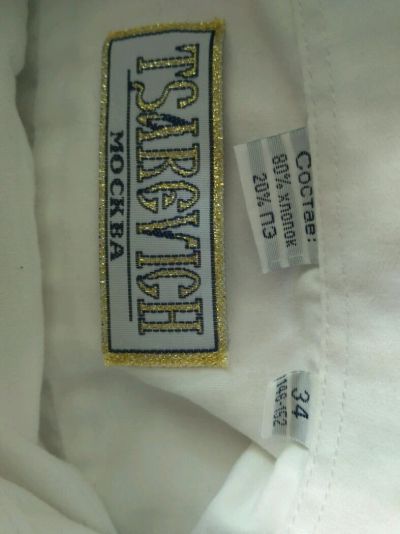 TSAREVICH
МОСКВА
Состав:
80% хлопок
20% ПЭ
34
146-152